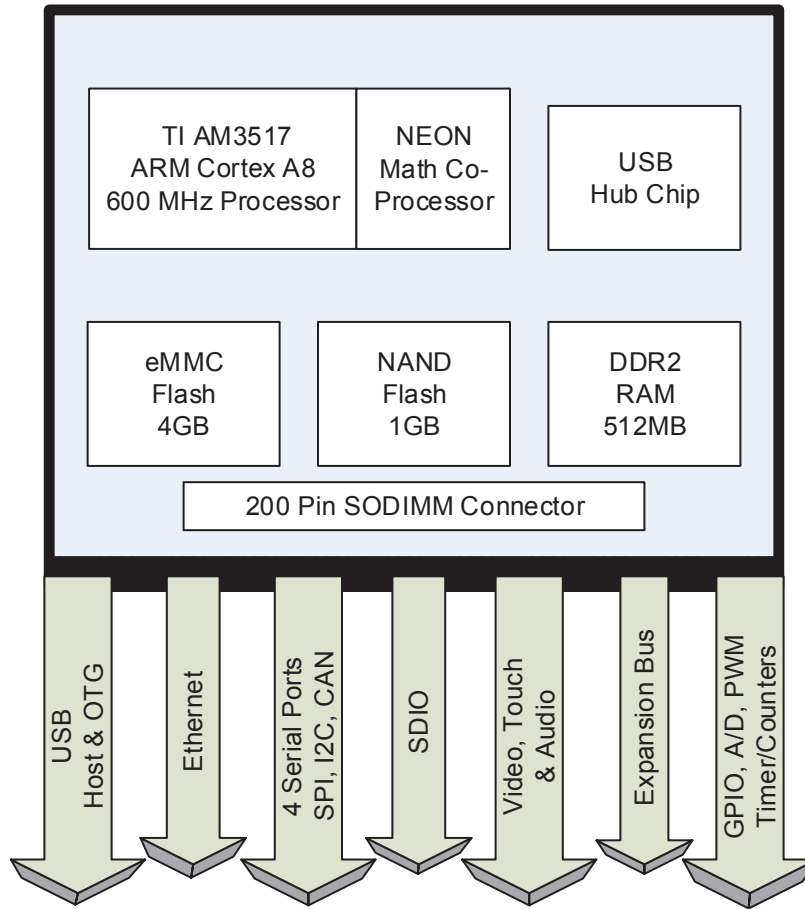 TI AM3517
ARM Cortex A8
600 MHz Processor
NEON
Math Co-
Processor
USB
Hub Chip
eMMC
Flash
4GB
NAND
Flash
1GB
DDR2
RAM
512MB
200 Pin SODIMM Connector
USB
Host & OTG
Ethernet
4 Serial Ports
SPI, I2C, CAN
SDIO
Video, Touch
& Audio
Expansion Bus
GPIO, A/D, PWM
Timer/Counters